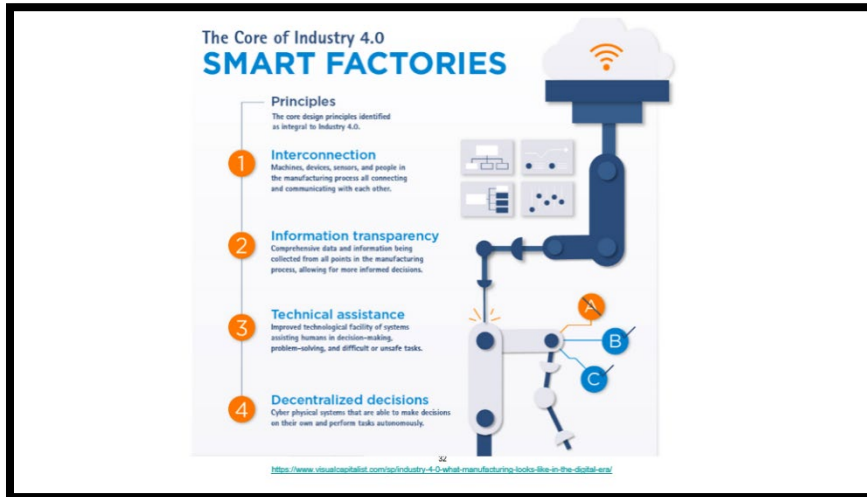 The Core of Industry 4.0
SMART FACTORIES
Principles
The core design principles identified
as integral to Industry 4.0.
1
Interconnection
Machines, devices, sensors, and people in
the manufacturing process all connecting
and communicating with each other.
2
Information transparency
Comprehensive data and information being
collected from all points in the manufacturing
process, allowing for more informed decisions.
3
Technical assistance
Improved technological facility of systems
assisting humans in decision-making,
problem-solving, and difficult or unsafe tasks.
4
Decentralized decisions
Cyber physical systems that are able to make decisions
on their own and perform tasks autonomously.
A
B
C
32
https://www.visualcapitalist.com/sp/industry-4-0-what-manufacturing-looks-like-in-the-digital-era/